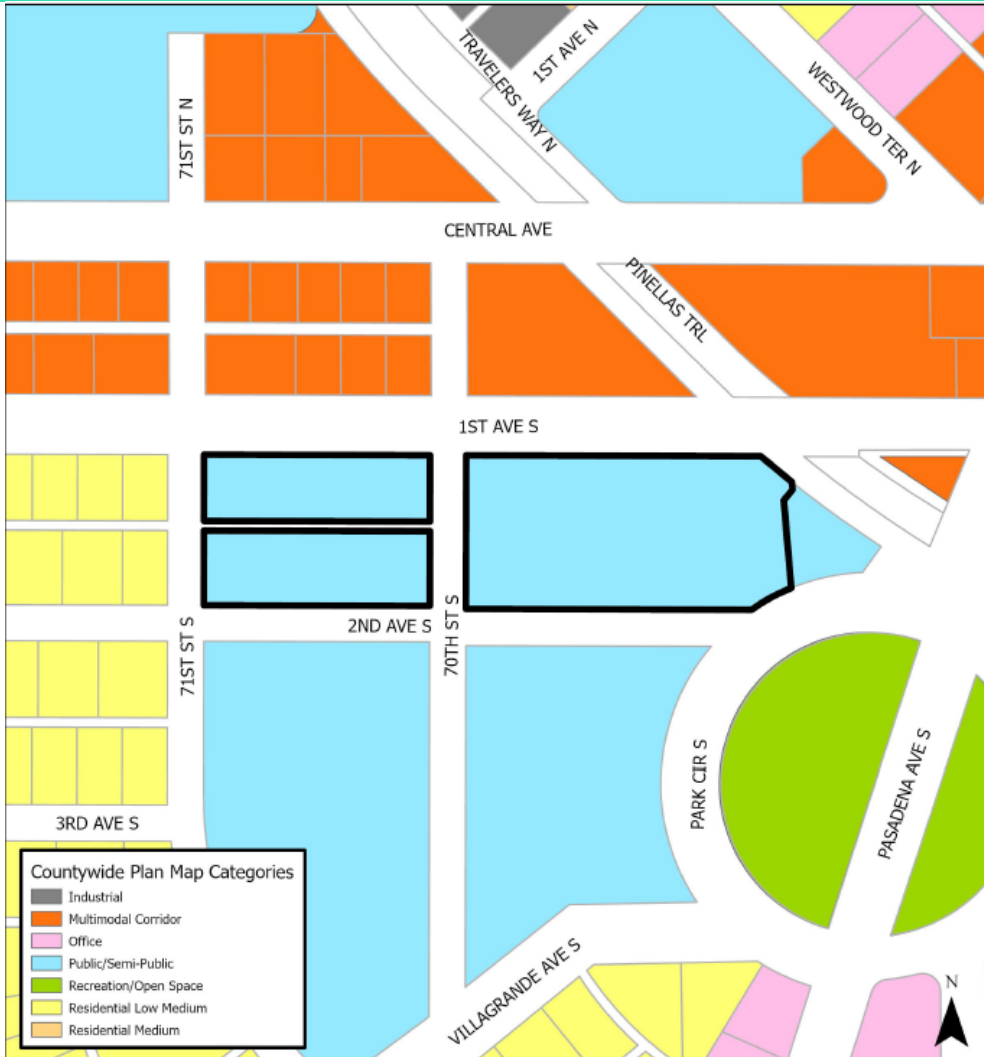 TRAVELERS WAY N
1ST AVE N
WESTWOOD TER N
71ST ST N
CENTRAL AVE
PINELLAS TRL
1ST AVE S
2ND AVE S
71ST ST S
70TH ST S
PARK CIR S
PASADENA AVE S
3RD AVE S
VILLAGRANDE AVE S
Countywide Plan Map Categories
Industrial
Multimodal Corridor
Office
Public/Semi-Public
Recreation/Open Space
Residential Low Medium
Residential Medium
N